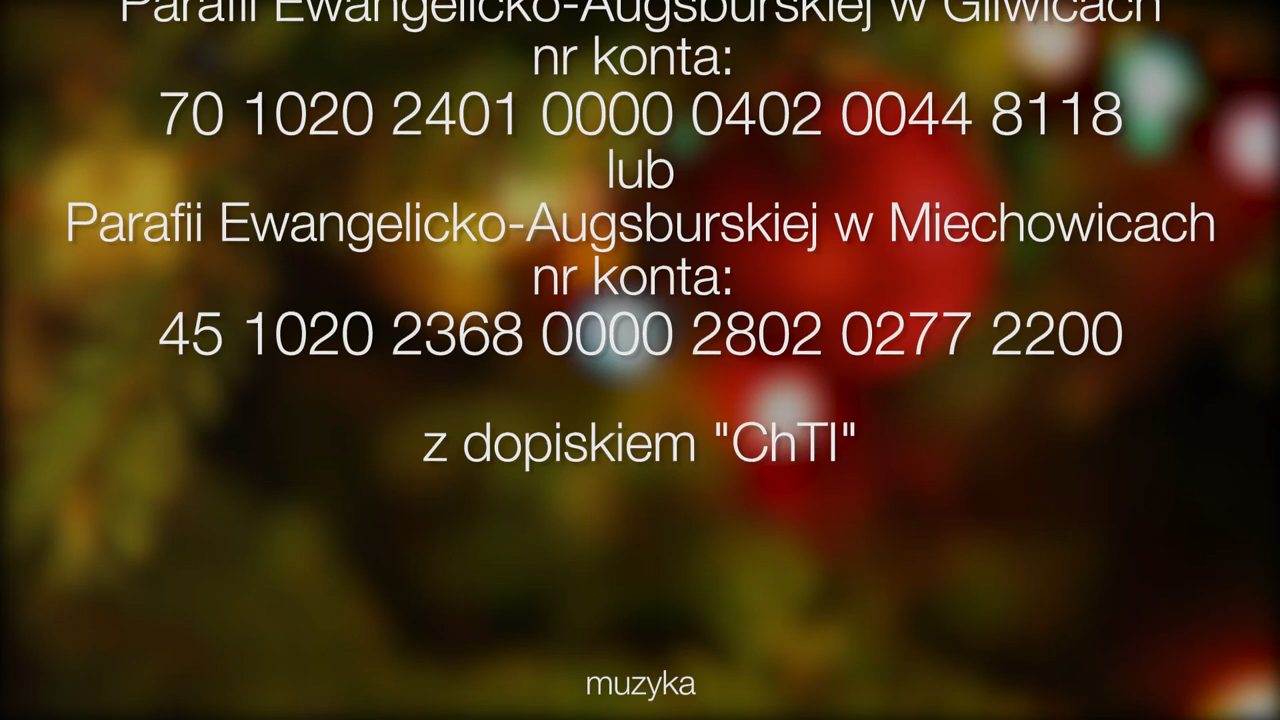 Parafii Ewangelicko-Augsburskiej w Gliwicach
nr konta:
70 1020 2401 0000 0402 0044 8118
lub
Parafii Ewangelicko-Augsburskiej w Miechowicach
nr konta:
45 1020 2368 0000 2802 0277 2200
z dopiskiem "ChTl"
muzyka